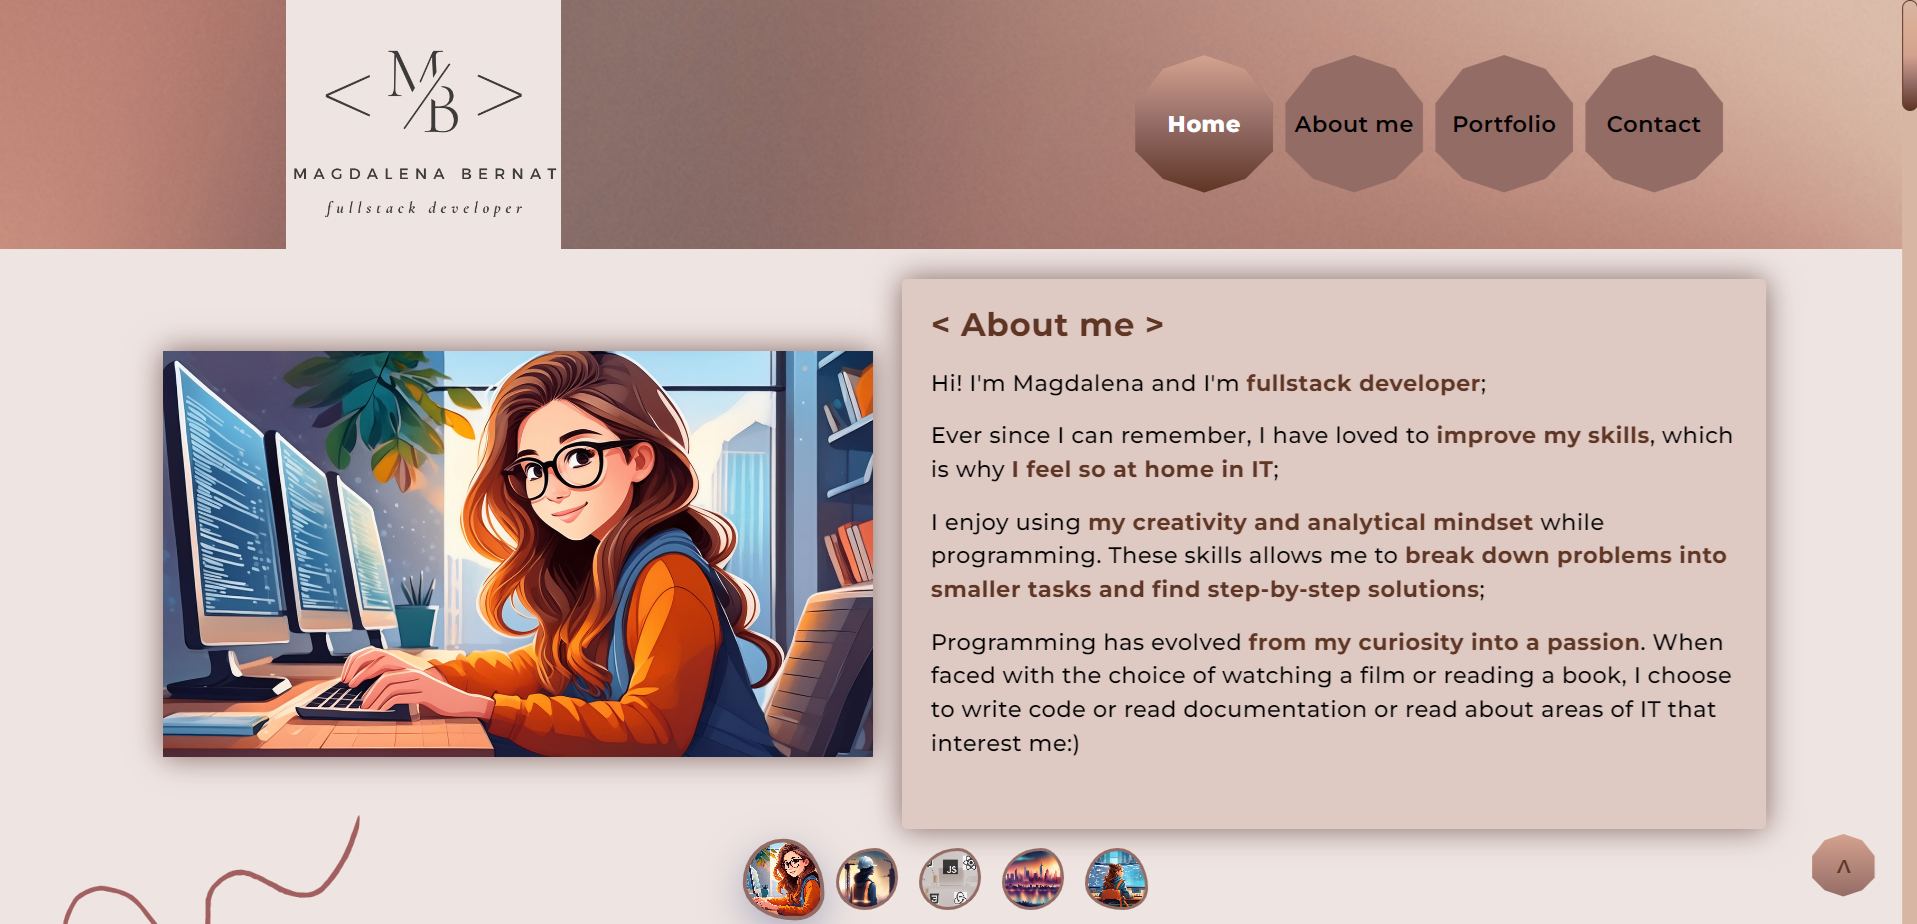 < M/B >
MAGDALENA BERNAT
fullstack developer
Home
About me
Portfolio
Contact
< About me >
Hi! I'm Magdalena and I'm fullstack developer;
Ever since I can remember, I have loved to improve my skills, which
is why I feel so at home in IT;
I enjoy using my creativity and analytical mindset while
programming. These skills allows me to break down problems into
smaller tasks and find step-by-step solutions;
Programming has evolved from my curiosity into a passion. When
faced with the choice of watching a film or reading a book, I choose
to write code or read documentation or read about areas of IT that
interest me:)
JS